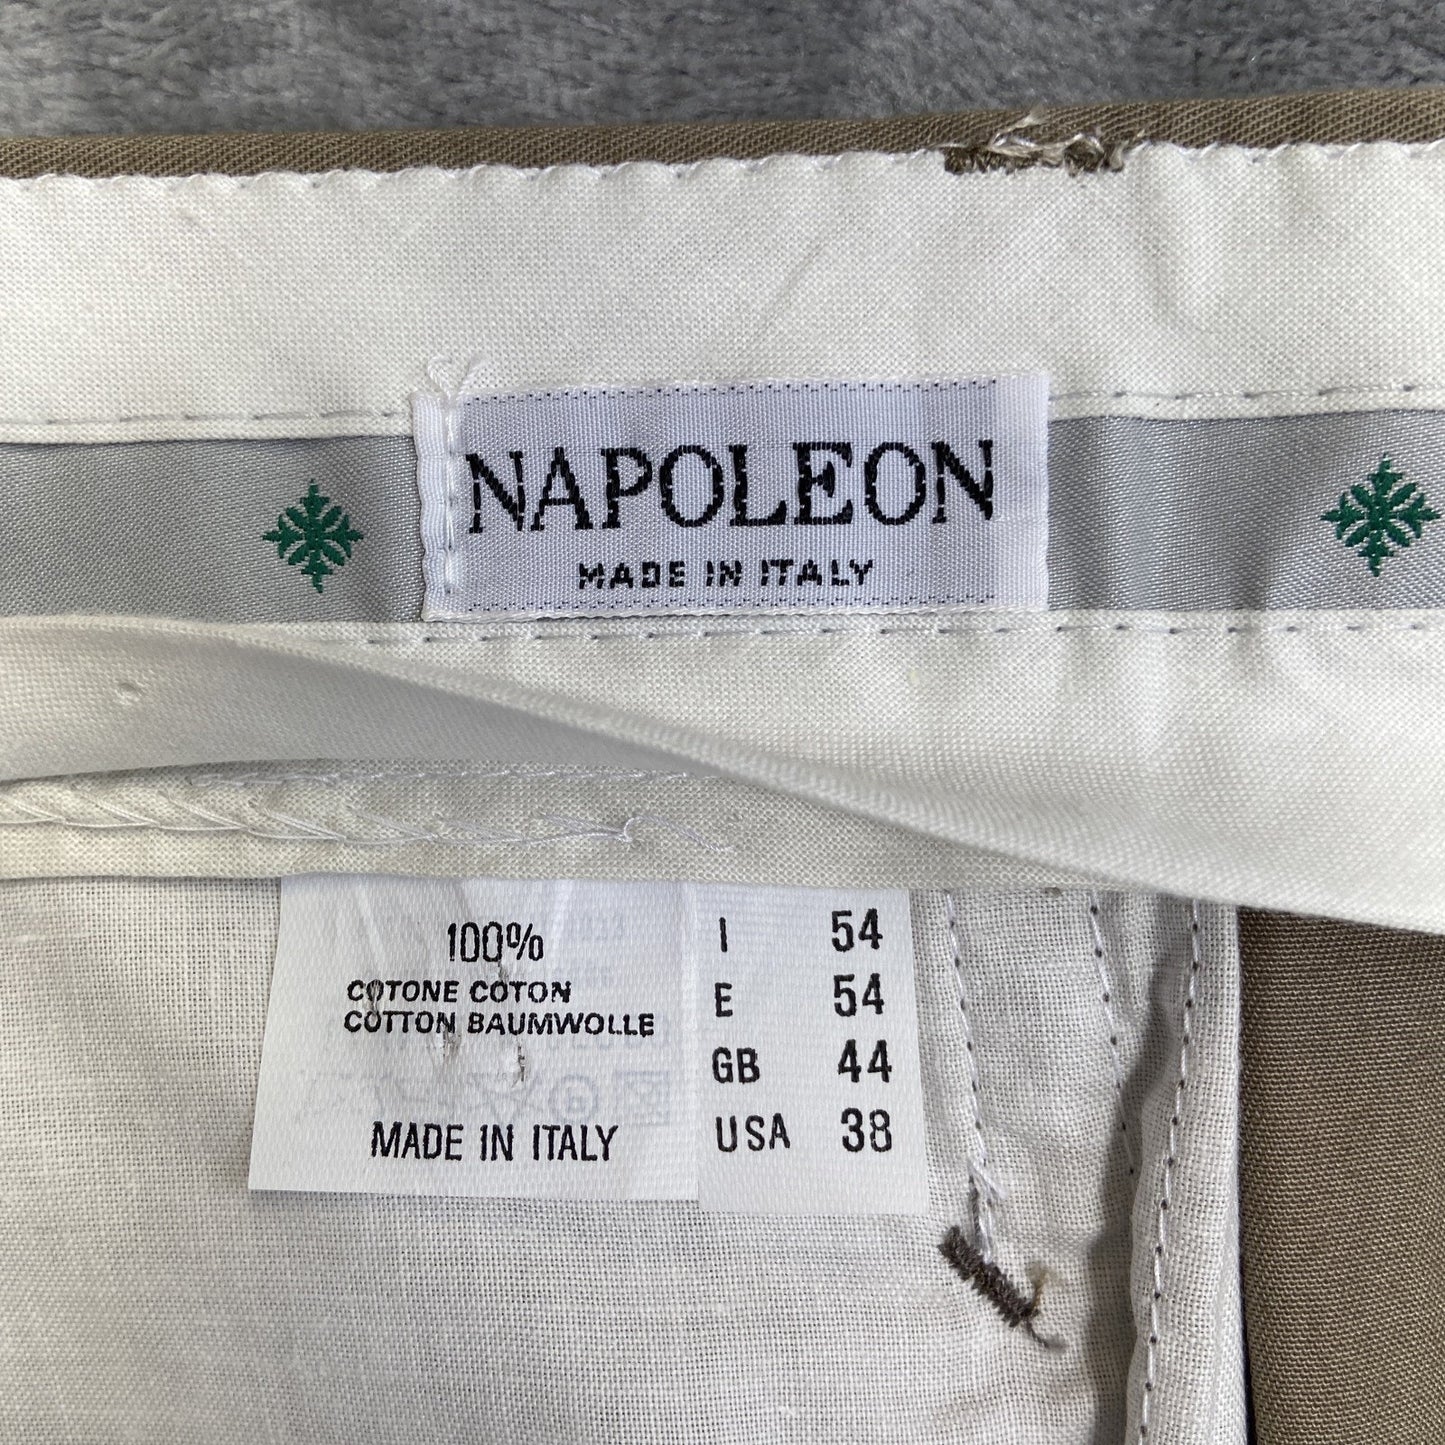 NAPOLEON
MADE IN ITALY
100%
COTONE COTON
COTTON BAUMWOLLE
MADE IN ITALY
I 54
E 54
GB 44
USA 38